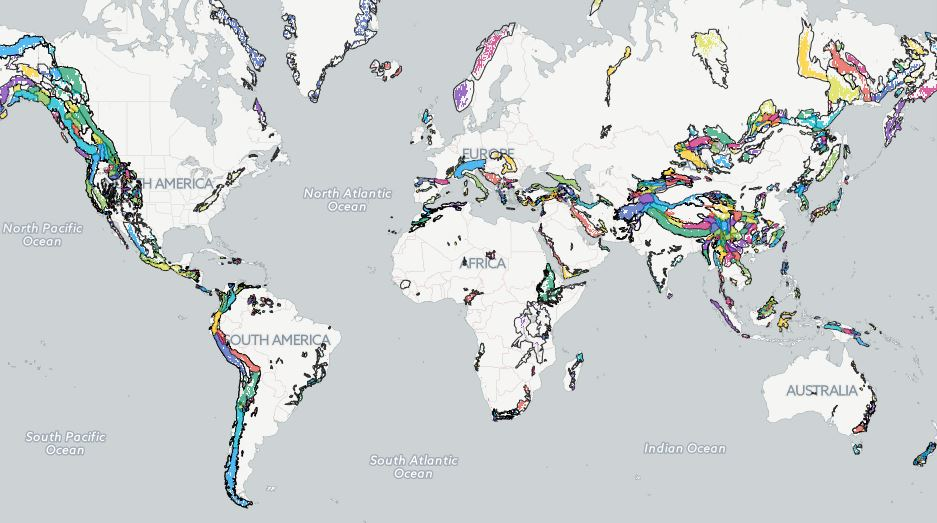 EUROPE
H AMERICA
North Atlantic
Ocean
North Pacific
Ocean
AFRICA
SOUTH AMERICA
AUSTRALIA
South Pacific
Ocean
Indian Ocean
South Atlantic
Ocean